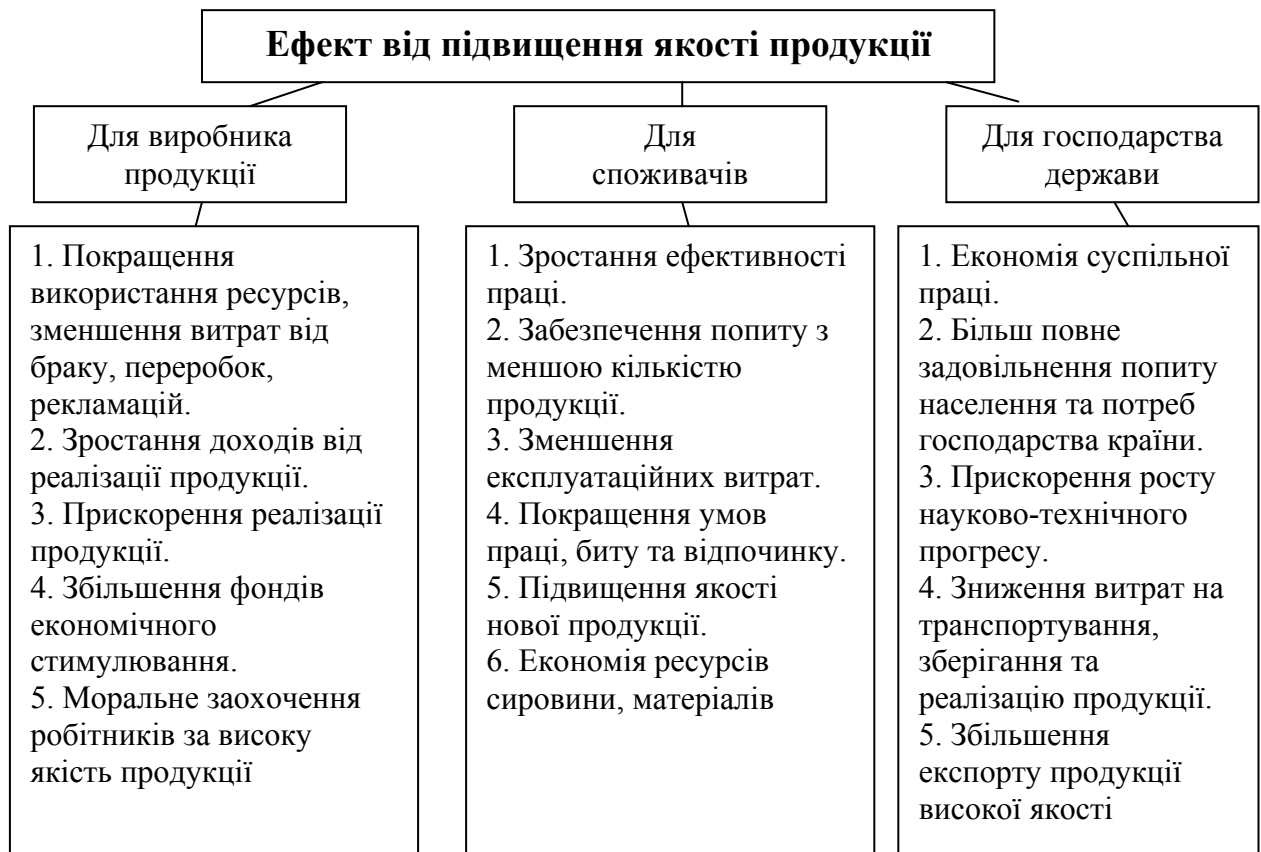 Ефект від підвищення якості продукції
Для виробника
продукції
Для
споживачів
Для господарства
держави
1. Покращення
використання ресурсів,
зменшення витрат від
браку, переробок,
рекламацій.
2. Зростання доходів від
реалізації продукції.
3. Прискорення реалізації
продукції.
4. Збільшення фондів
економічного
стимулювання.
5. Моральне заохочення
робітників за високу
якість продукції
1. Зростання ефективності
праці.
2. Забезпечення попиту з
меншою кількістю
продукції.
3. Зменшення
експлуатаційних витрат.
4. Покращення умов
праці, биту та відпочинку.
5. Підвищення якості
нової продукції.
6. Економія ресурсів
сировини, матеріалів
1. Економія суспільної
праці.
2. Більш повне
задовільнення попиту
населення та потреб
господарства країни.
3. Прискорення росту
науково-технічного
прогресу.
4. Зниження витрат на
транспортування,
зберігання та
реалізацію продукції.
5. Збільшення
експорту продукції
високої якості